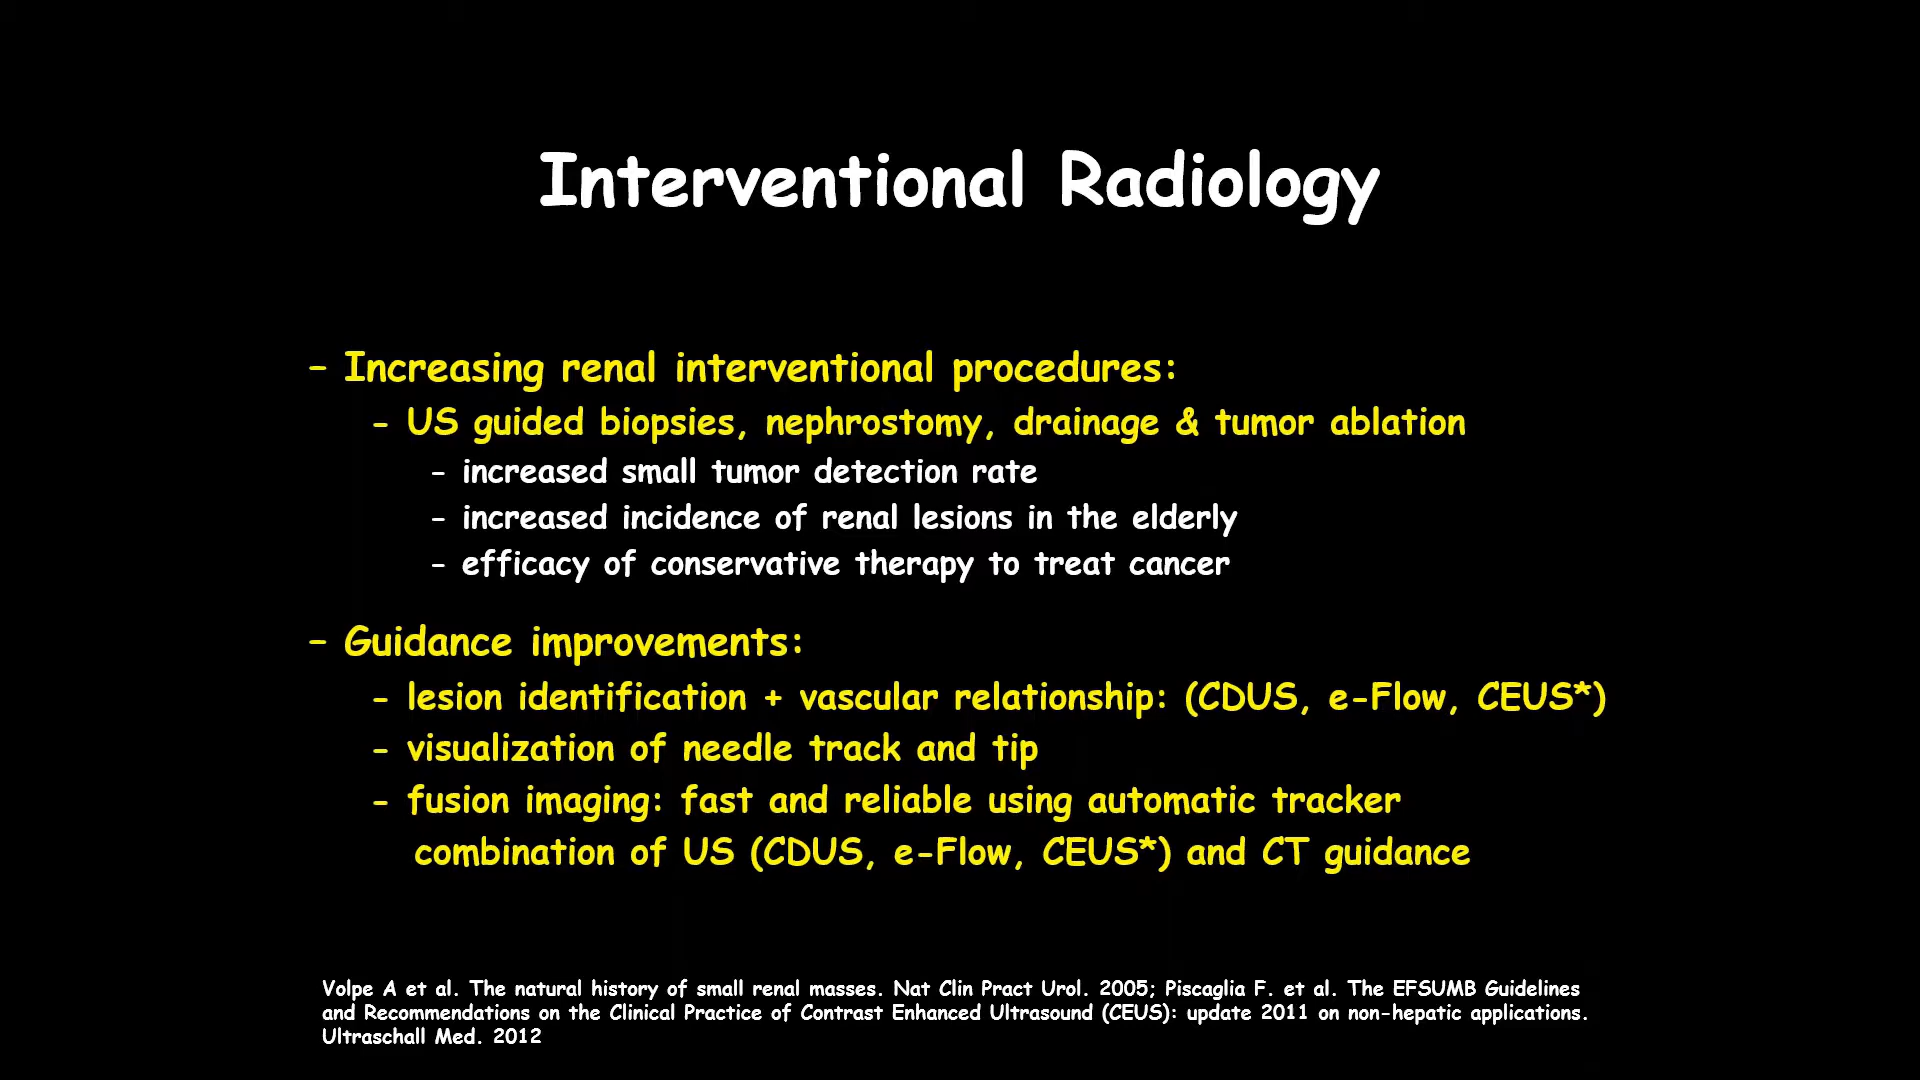 Interventional Radiology
– Increasing renal interventional procedures:
- US guided biopsies, nephrostomy, drainage & tumor ablation
- increased small tumor detection rate
- increased incidence of renal lesions in the elderly
- efficacy of conservative therapy to treat cancer
– Guidance improvements:
- lesion identification + vascular relationship: (CDUS, e-Flow, CEUS*)
- visualization of needle track and tip
- fusion imaging: fast and reliable using automatic tracker
combination of US (CDUS, e-Flow, CEUS*) and CT guidance
Volpe A et al. The natural history of small renal masses. Nat Clin Pract Urol. 2005; Piscaglia F. et al. The EFSUMB Guidelines
and Recommendations on the Clinical Practice of Contrast Enhanced Ultrasound (CEUS): update 2011 on non-hepatic applications.
Ultraschall Med. 2012